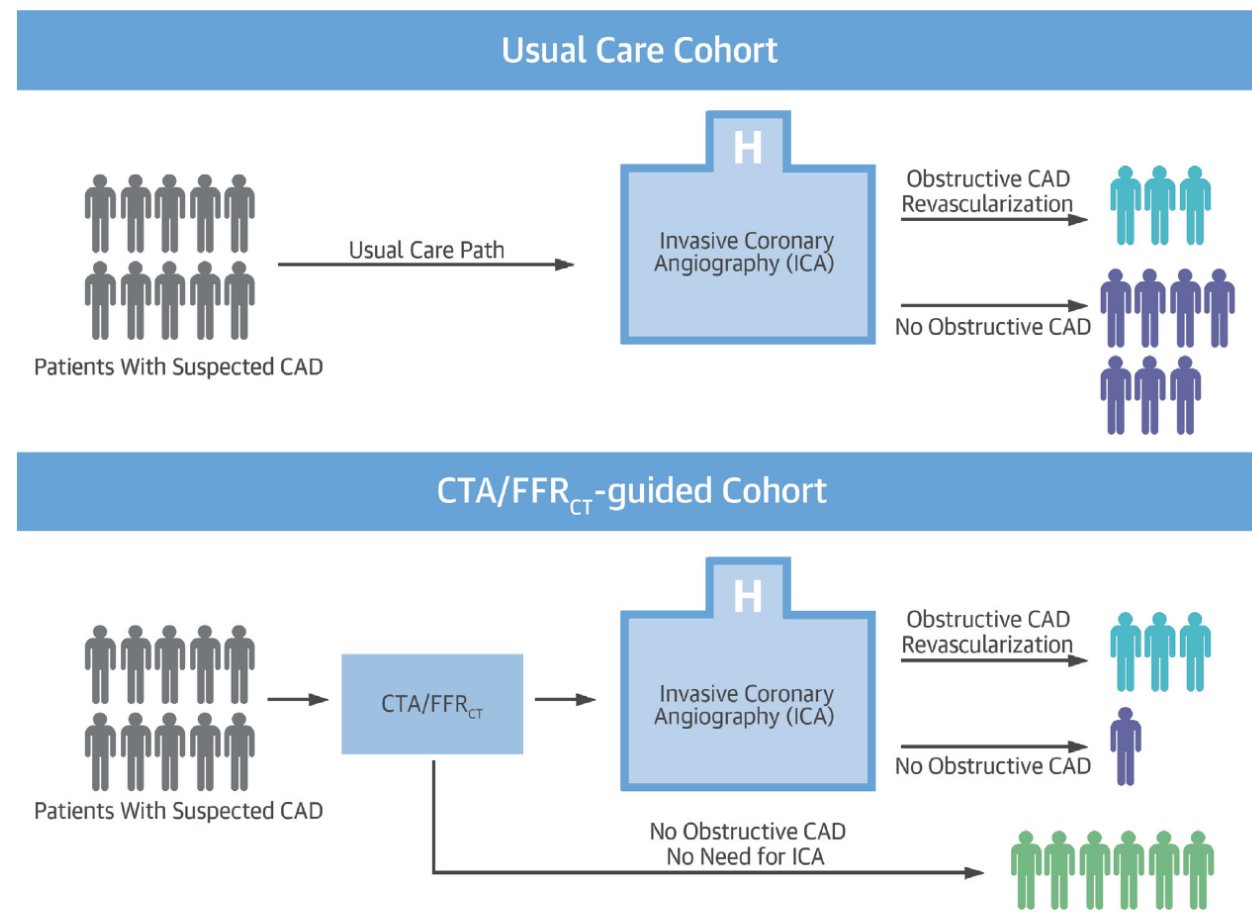 Usual Care Cohort
H
Obstructive CAD
Revascularization
Usual Care Path
Invasive Coronary
Angiography (ICA)
No Obstructive CAD
Patients With Suspected CAD
CTA/FFRCT-guided Cohort
H
Obstructive CAD
Revascularization
CTA/FFRCT
Invasive Coronary
Angiography (ICA)
No Obstructive CAD
Patients With Suspected CAD
No Obstructive CAD
No Need for ICA